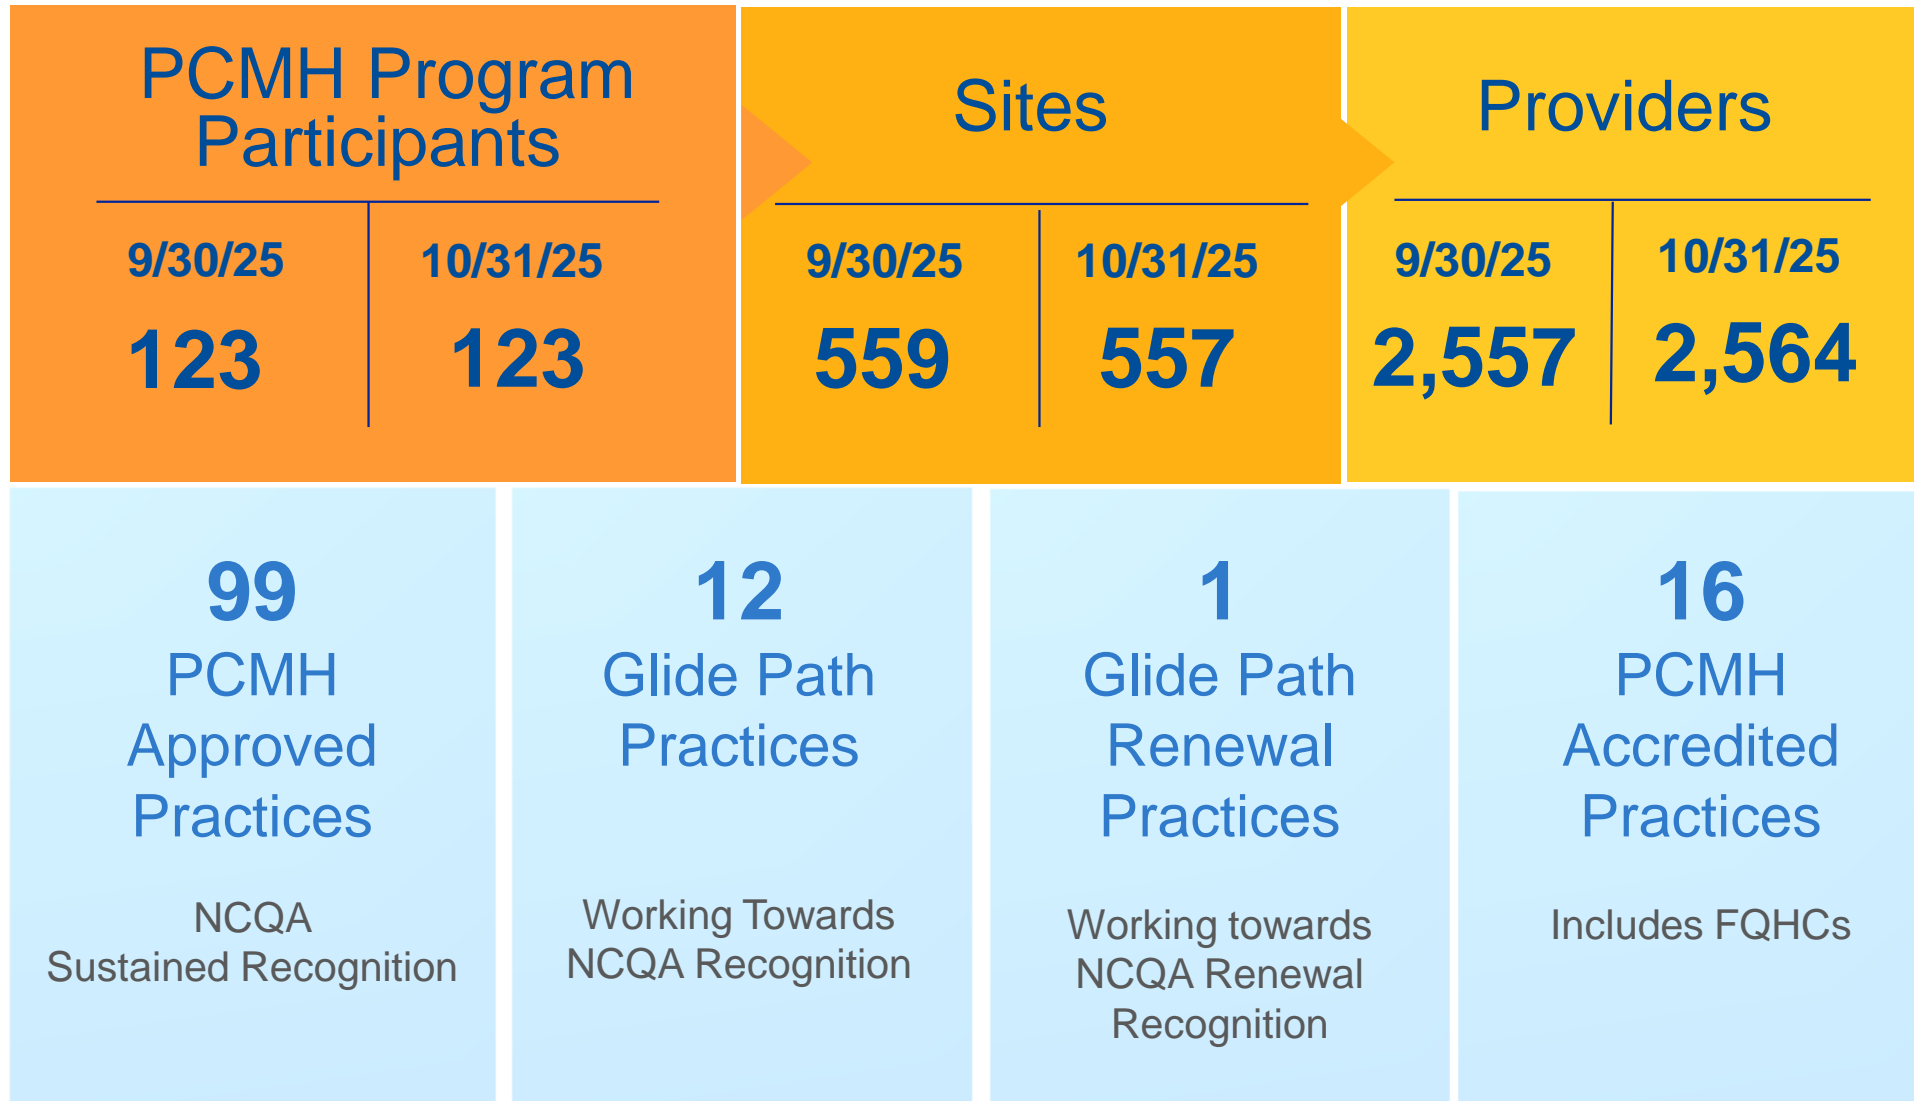 PCMH Program
Participants
9/30/25
10/31/25
123
123
Sites
9/30/25
10/31/25
559
557
Providers
9/30/25
10/31/25
2,557
2,564
99
PCMH
Approved
Practices
NCQA
Sustained Recognition
12
Glide Path
Practices
Working Towards
NCQA Recognition
1
Glide Path
Renewal
Practices
Working towards
NCQA Renewal
Recognition
16
PCMH
Accredited
Practices
Includes FQHCs